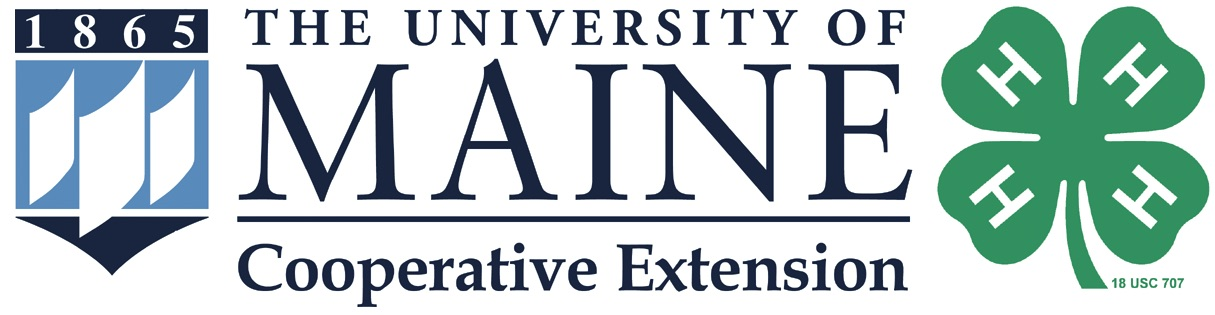 1865
THE UNIVERSITY OF
MAINE
Cooperative Extension
H H
H H
18 USC 707